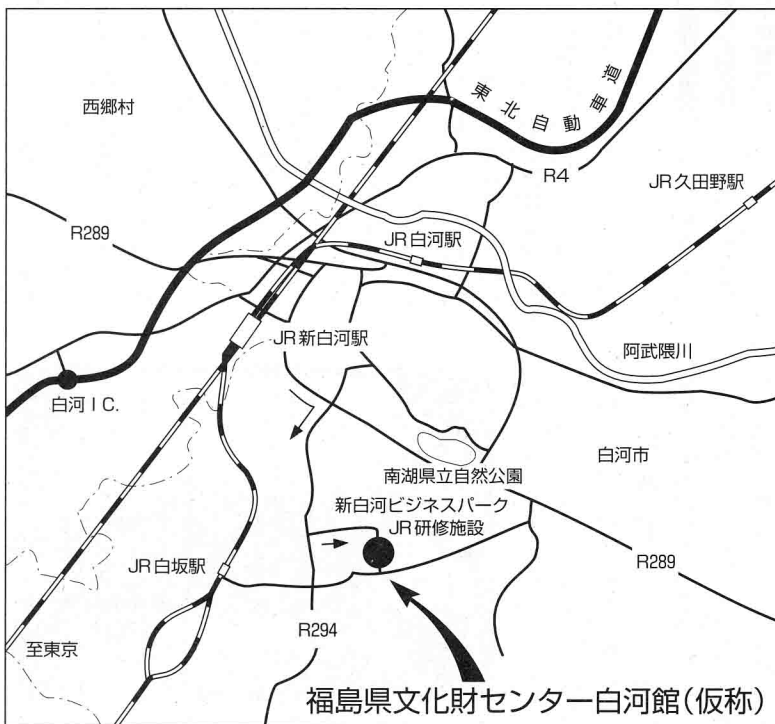 東北自動車道
西郷村
R4
JR久田野駅
R289
JR白河駅
JR新白河駅
阿武隈川
白河IC.
南湖県立自然公園
白河市
新白河ビジネスパーク
JR研修施設
JR白坂駅
R289
R294
至東京
福島県文化財センター白河館(仮称)